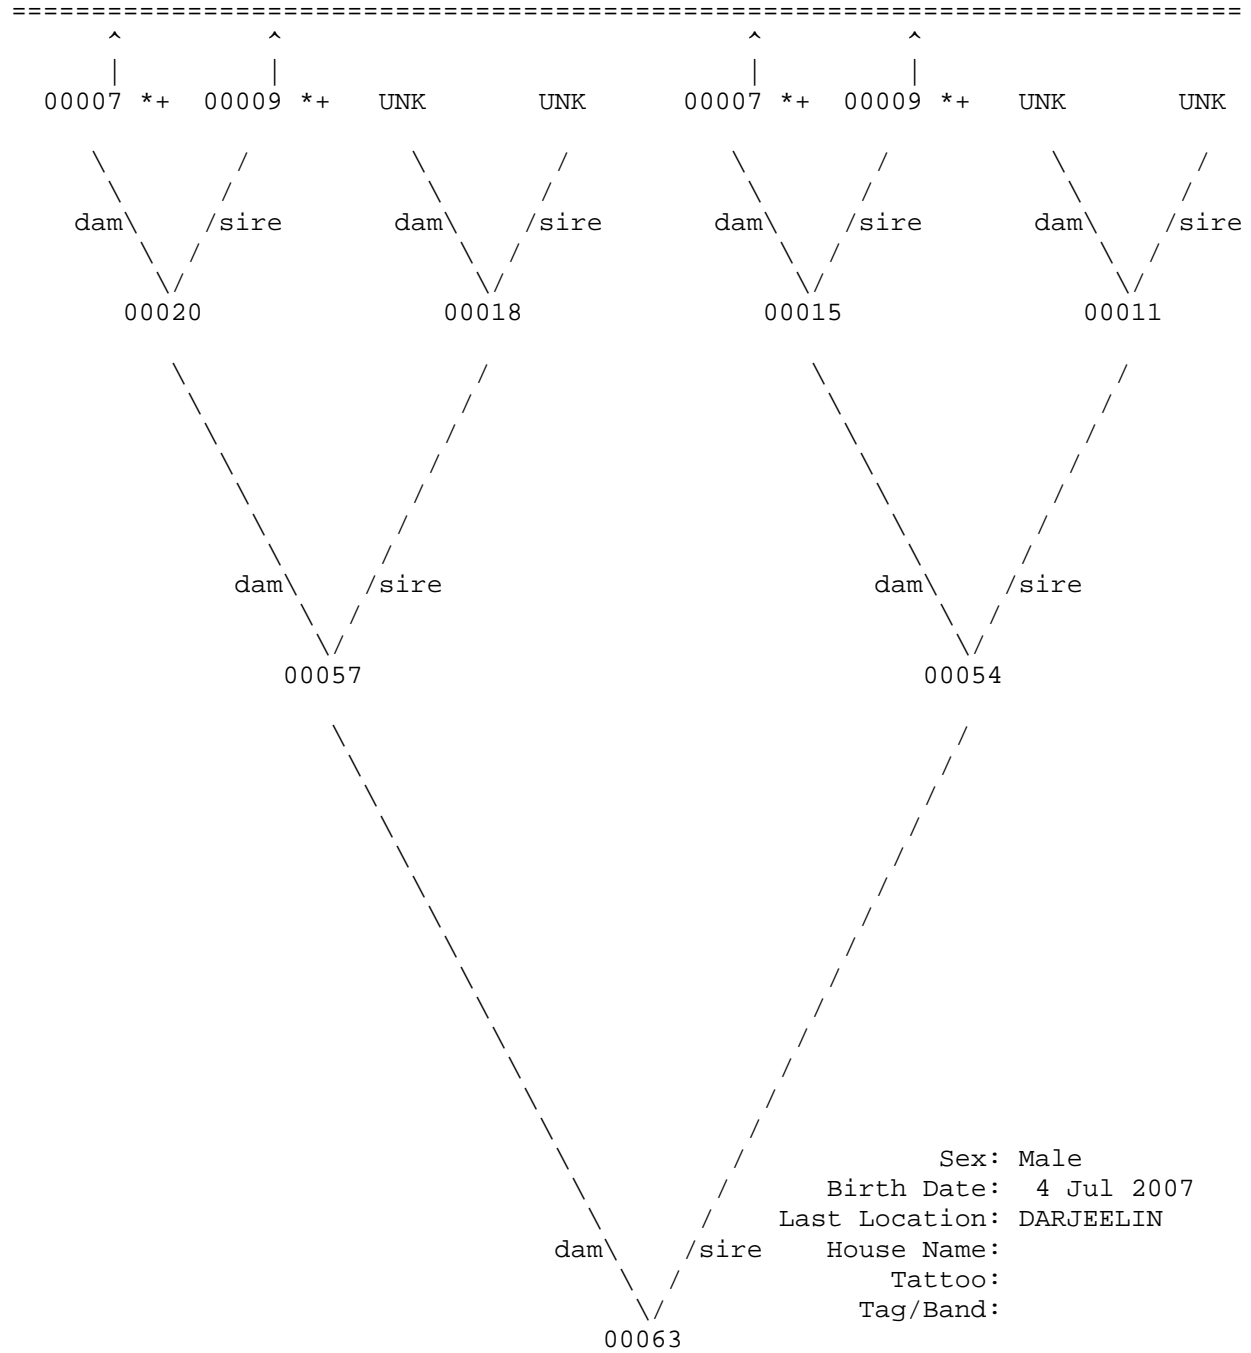 ==============================================================================
^ ^ ^ ^
| | | |
00007 *+ 00009 *+ UNK UNK 00007 *+ 00009 *+ UNK UNK
dam\ /sire dam\ /sire dam\ /sire dam\ /sire
00020 00018 00015 00011
dam\ /sire dam\ /sire
00057 00054
Sex: Male
Birth Date: 4 Jul 2007
Last Location: DARJEELIN
dam\ /sire House Name:
Tattoo:
Tag/Band:
00063